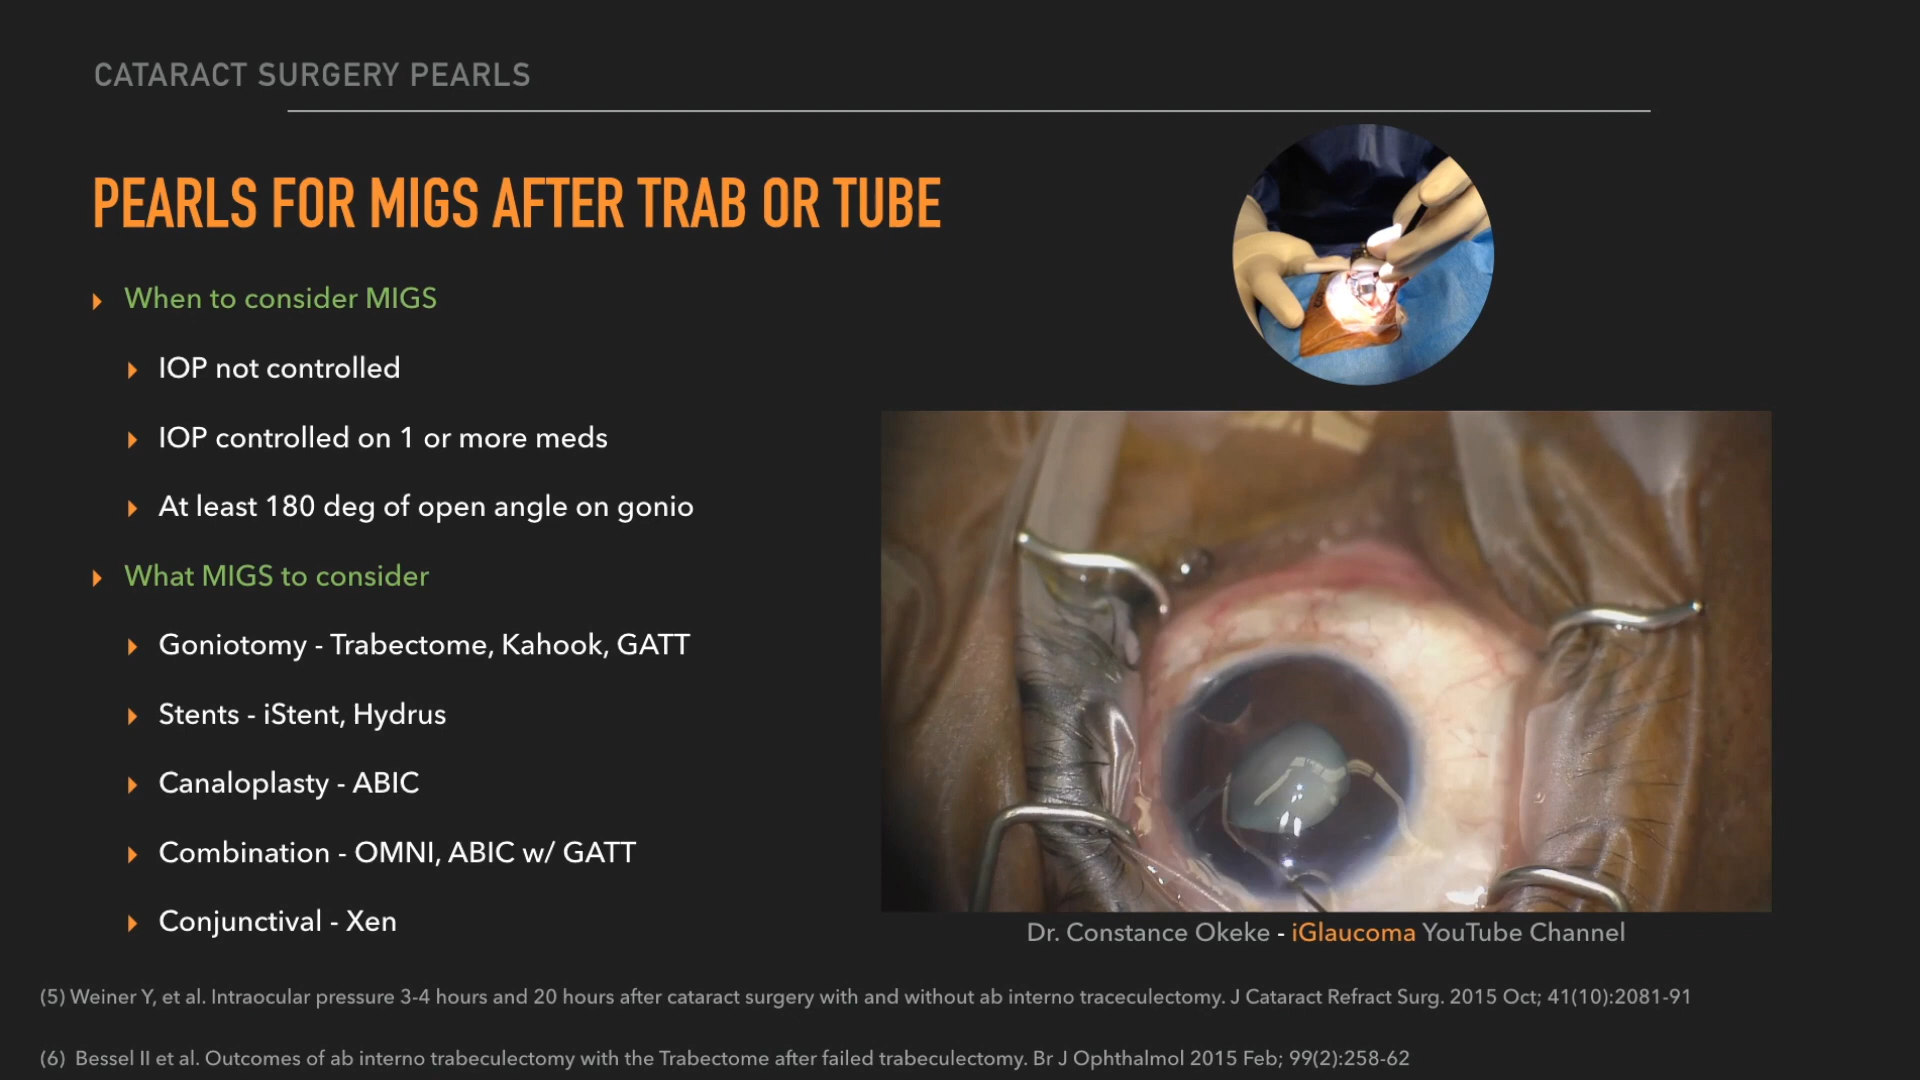 CATARACT SURGERY PEARLS
PEARLS FOR MIGS AFTER TRAB OR TUBE
When to consider MIGS
IOP not controlled
IOP controlled on 1 or more meds
At least 180 deg of open angle on gonio
What MIGS to consider
Goniotomy - Trabectome, Kahook, GATT
Stents - iStent, Hydrus
Canaloplasty - ABIC
Combination - OMNI, ABIC w/ GATT
Conjunctival - Xen
Dr. Constance Okeke - iGlaucoma YouTube Channel
(5) Weiner Y, et al. Intraocular pressure 3-4 hours and 20 hours after cataract surgery with and without ab interno traceculectomy. J Cataract Refract Surg. 2015 Oct; 41(10):2081-91
(6) Bessel II et al. Outcomes of ab interno trabeculectomy with the Trabectome after failed trabeculectomy. Br J Ophthalmol 2015 Feb; 99(2):258-62